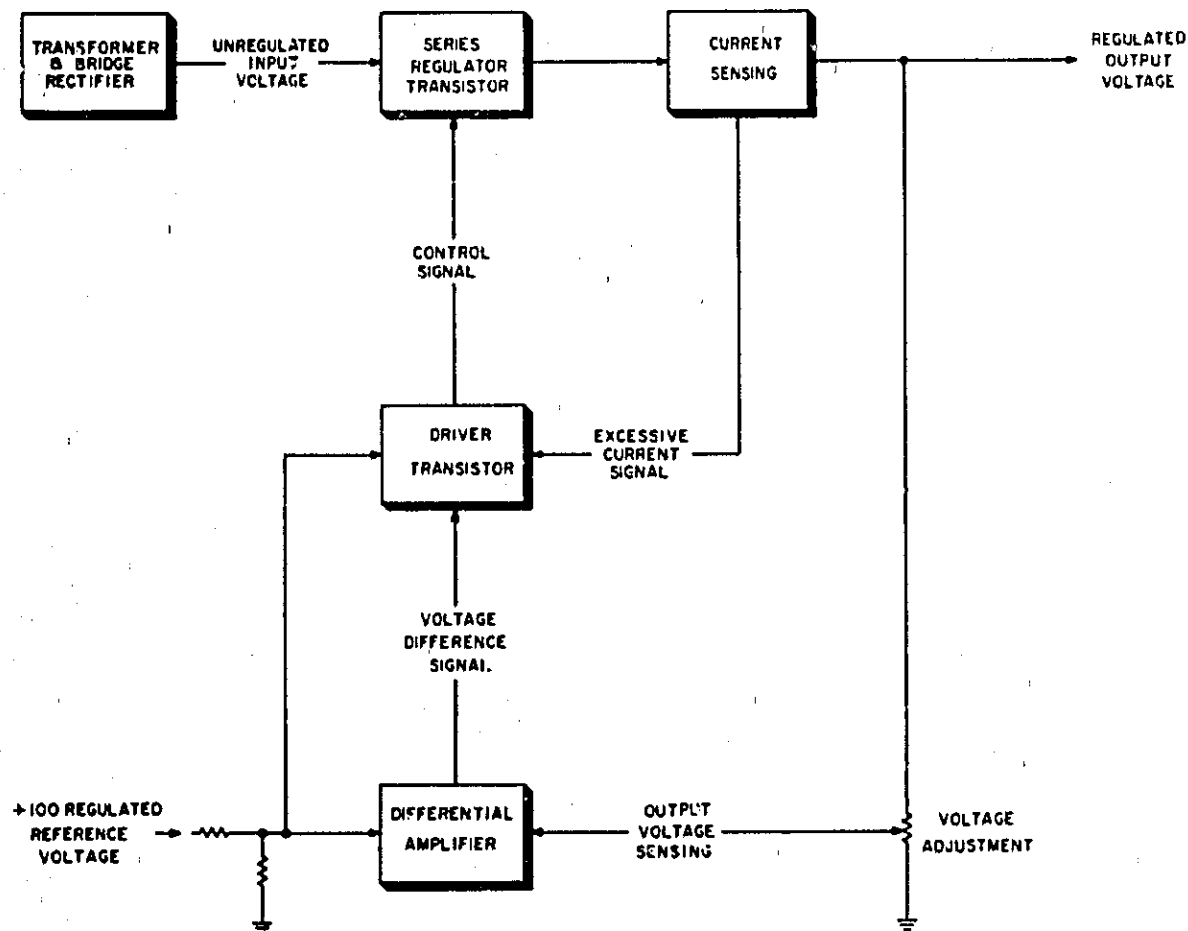 TRANSFORMER
& BRIDGE
RECTIFIER
UNREGULATED
INPUT
VOLTAGE
SERIES
REGULATOR
TRANSISTOR
CURRENT
SENSING
REGULATED
OUTPUT
VOLTAGE
CONTROL
SIGNAL
DRIVER
TRANSISTOR
EXCESSIVE
CURRENT
SIGNAL
VOLTAGE
DIFFERENCE
SIGNAL
+100 REGULATED
REFERENCE
VOLTAGE
DIFFERENTIAL
AMPLIFIER
OUTPUT
VOLTAGE
SENSING
VOLTAGE
ADJUSTMENT